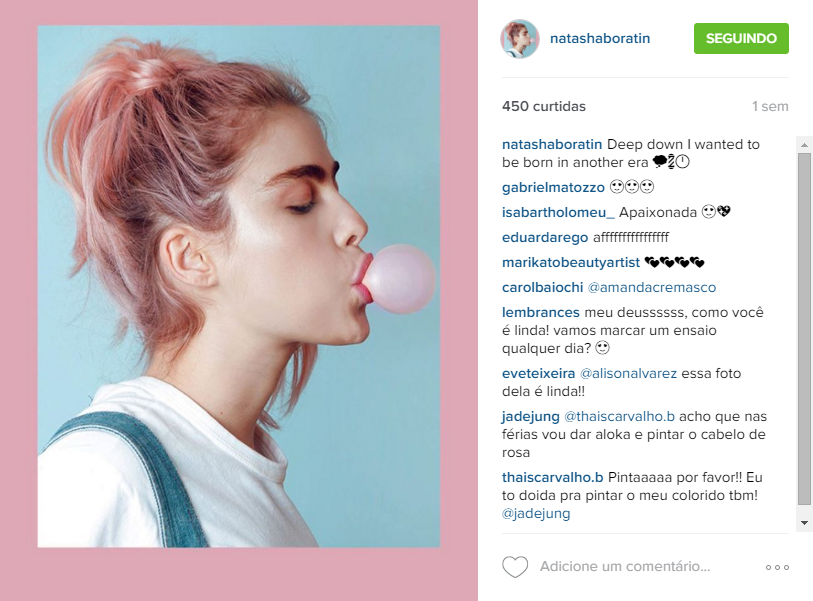 natashaboratin
SEGUINDO
450 curtidas
1 sem
natashaboratin Deep down I wanted to
be born in another era
gabrielmatozzo
isabartholomeu_ Apaixonada
eduardarego afffffffffffffffff
marikatobeautyartist
carolbaiochi @amandacremasco
lembrances meu deussssss, como você
é linda! vamos marcar um ensaio
qualquer dia?
eveteixeira @alisonalvarez essa foto
dela é linda!!
jadejung @thaiscarvalho.b acho que nas
férias vou dar aloka e pintar o cabelo de
rosa
thaiscarvalho.b Pintaaaaa por favor!! Eu
to doida pra pintar o meu colorido tbm!
@jadejung
Adicione um comentário...